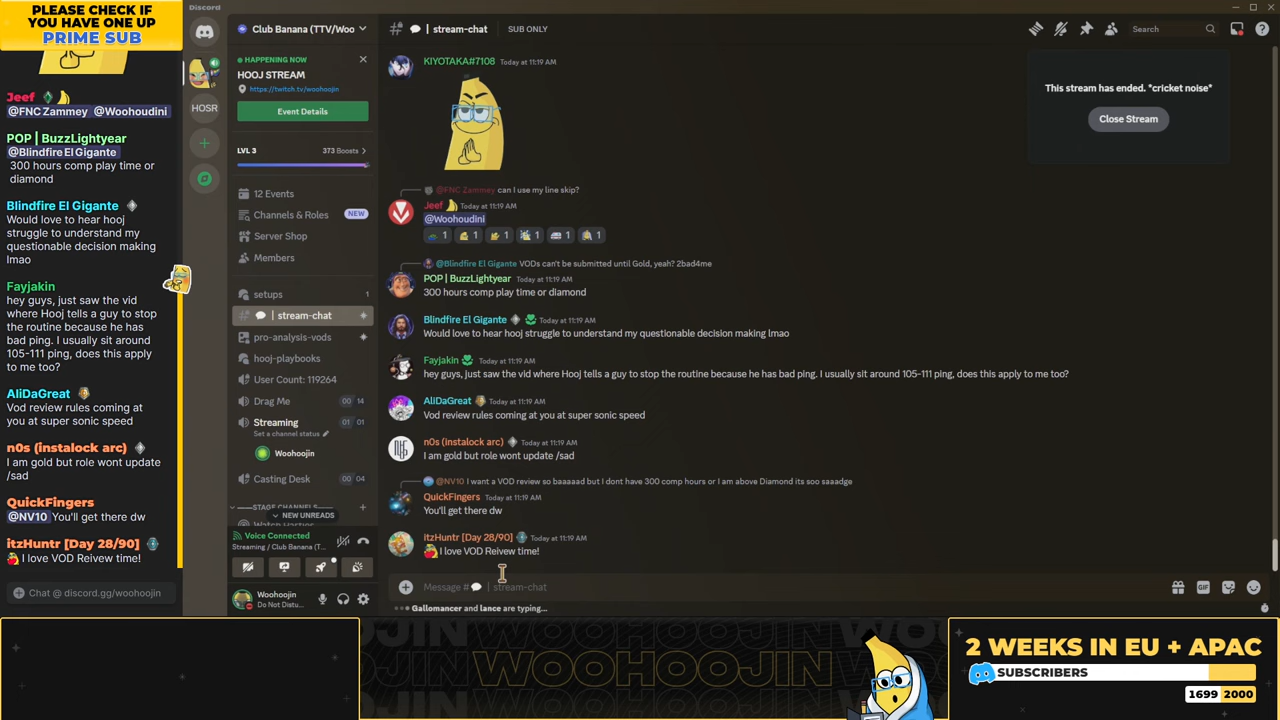 PLEASE CHECK IF
YOU HAVE ONE UP
PRIME SUB
Jeef
@FNC Zammey @Woohoudini
POP | BuzzLightyear
@Blindfire El Gigante
300 hours comp play time or
diamond
Blindfire El Gigante
Would love to hear hooj
struggle to understand my
questionable decision making
lmao
Fayjakin
hey guys, just saw the vid
where Hooj tells a guy to stop
the routine because he has
bad ping. I usually sit around
105-111 ping, does this apply
to me too?
AliDaGreat
Vod review rules coming at
you at super sonic speed
n0s (instalock arc)
I am gold but role wont update
/sad
QuickFingers
@NV10 You'll get there dw
itzHuntr [Day 28/90]
I love VOD Reivew time!
Chat @ discord.gg/woohoojin
Discord
HOSR
Club Banana (TTV/Woo
HAPPENING NOW
HOOJ STREAM
https://twitch.tv/woohoojin
Event Details
LVL 3
373 Boosts >
12 Events
Channels & Roles NEW
Server Shop
Members
setups 1
| stream-chat
pro-analysis-vods
hooj-playbooks
User Count: 119264
Drag Me 00 14
Streaming 01 01
Set a channel status
Woohoojin
Casting Desk 00 04
STAGE CHANNELS
NEW UNREADS
Voice Connected
Streaming / Club Banana (T...
Woohoojin
Do Not Distu...
| stream-chat SUB ONLY
Search
KIYOTAKA#7108 Today at 11:19 AM
@FNC Zammey can I use my line skip?
Jeef Today at 11:19 AM
@Woohoudini
1 1 1 1 1 1
@Blindfire El Gigante VODs can't be submitted until Gold, yeah? 2bad4me
POP | BuzzLightyear Today at 11:19 AM
300 hours comp play time or diamond
Blindfire El Gigante Today at 11:19 AM
Would love to hear hooj struggle to understand my questionable decision making lmao
Fayjakin Today at 11:19 AM
hey guys, just saw the vid where Hooj tells a guy to stop the routine because he has bad ping. I usually sit around 105-111 ping, does this apply to me too?
AliDaGreat Today at 11:19 AM
Vod review rules coming at you at super sonic speed
n0s (instalock arc) Today at 11:19 AM
I am gold but role wont update /sad
@NV10 I want a VOD review so baaaaad but I dont have 300 comp hours or I am above Diamond its soo saaadge
QuickFingers Today at 11:19 AM
You'll get there dw
itzHuntr [Day 28/90] Today at 11:19 AM
I love VOD Reivew time!
Message # | stream-chat
GIF
Gallomancer and lance are typing...
This stream has ended. *cricket noise*
Close Stream
WOOHOOJIN
2 WEEKS IN EU + APAC
SUBSCRIBERS
1699 2000